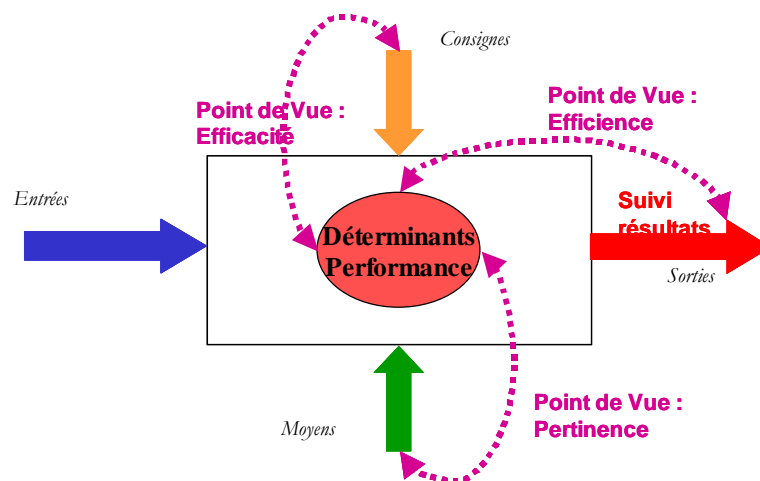 Consignes
Point de Vue :
Efficacité
Point de Vue :
Efficience
Entrées
Suivi
résultats
Déterminants
Performance
Sorties
Moyens
Point de Vue :
Pertinence